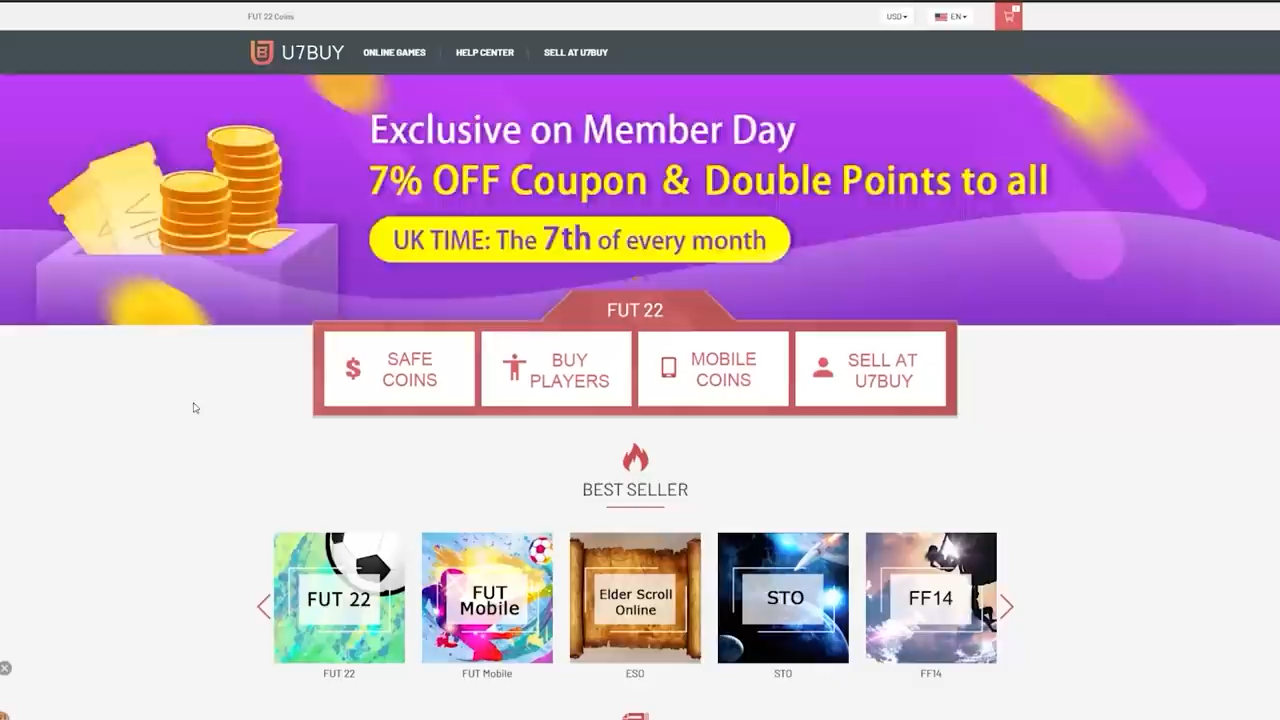 FUT 22 Coins
USD
EN
1
U7BUY
ONLINE GAMES
HELP CENTER
SELL AT U7BUY
Exclusive on Member Day
7% OFF Coupon & Double Points to all
UK TIME: The 7th of every month
FUT 22
SAFE
COINS
BUY
PLAYERS
MOBILE
COINS
SELL AT
U7BUY
BEST SELLER
FUT 22
FUT
Mobile
Elder Scroll
Online
STO
FF14
FUT 22
FUT Mobile
ESO
STO
FF14